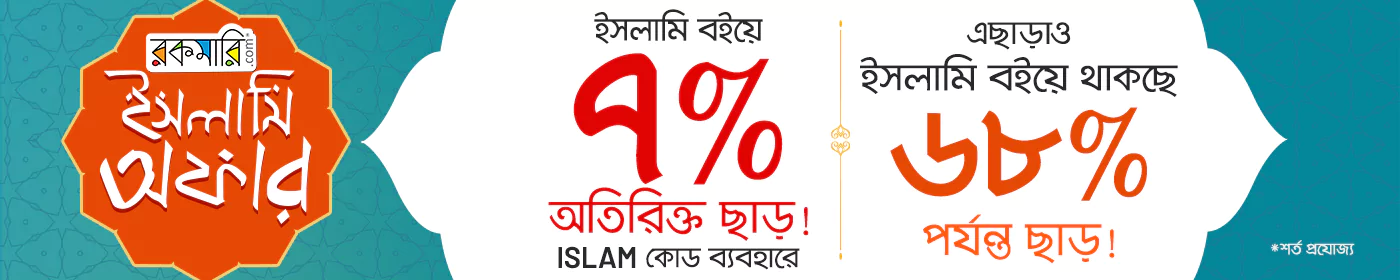 রকমারি.com
ইসলামি
অফার
ইসলামি বইয়ে
৭%
অতিরিক্ত ছাড়!
ISLAM কোড ব্যবহারে
এছাড়াও
ইসলামি বইয়ে থাকছে
৬৮%
পর্যন্ত ছাড়!
*শর্ত প্রযোজ্য